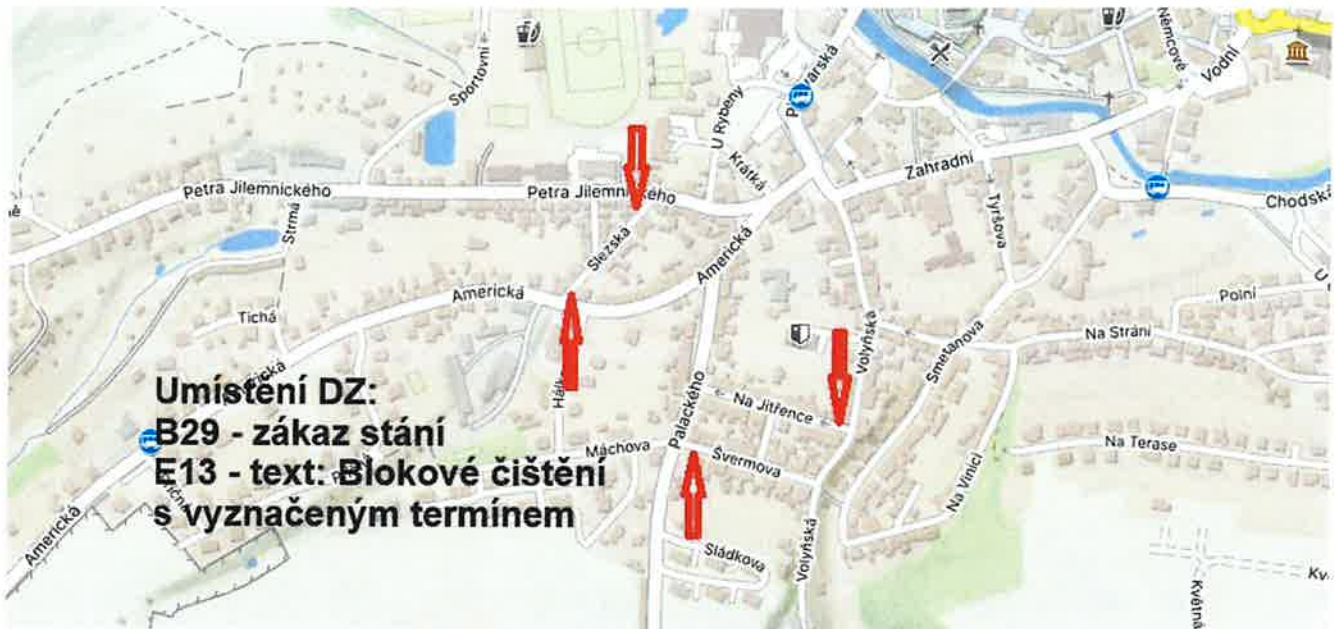 Sportovní
U Rybeny
Krátká
Němcové
Vodní
Zahradní
Petra Jilemnického
Petra Jilemnického
Strmá
Slezská
Americká
Tyršova
Chodská
Americká
Tichá
Volyňská
Smetanova
Na Stráni
Polní
Palackého
Na Jitřence
Máchova
Švermova
Na Vinici
Na Terase
Umístění DZ:
B29 - zákaz stání
E13 - text: Blokové čištění
s vyznačeným termínem
Americká
Sládkova
Volyňská
Květná